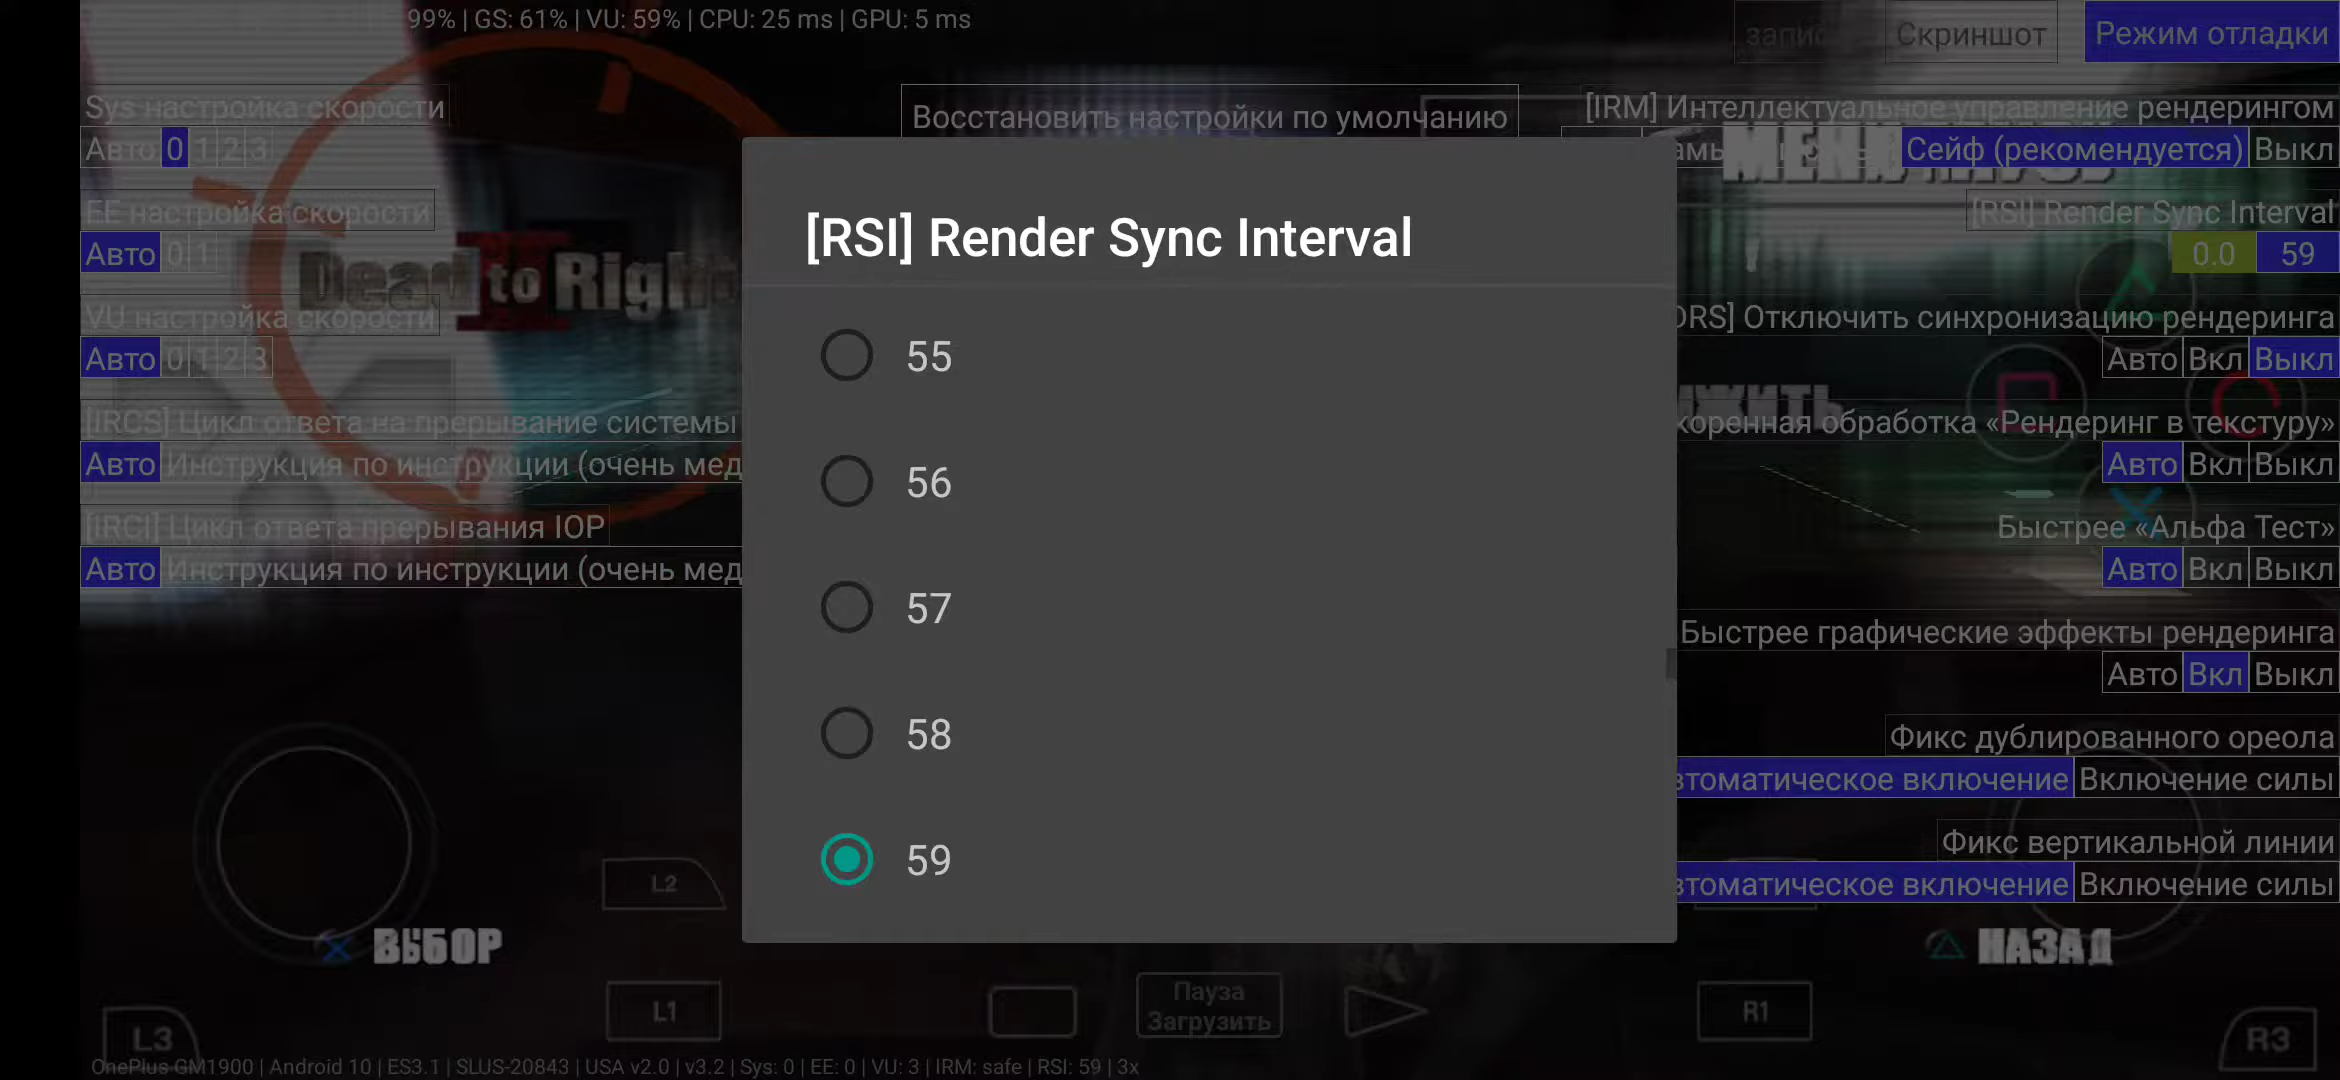 99% | GS: 61% | VU: 59% | CPU: 25 ms | GPU: 5 ms
Скриншот
Режим отладки
Sys настройка скорости
Авто 0 1 2 3
EE настройка скорости
Авто 0 1
VU настройка скорости
Авто 0 1 2 3
[IRCS] Цикл ответа на прерывание системы
Авто Инструкция по инструкции (очень мед
[IRCI] Цикл ответа прерывания IOP
Авто Инструкция по инструкции (очень мед
Восстановить настройки по умолчанию
Dead to Right
II
[RSI] Render Sync Interval
55
56
57
58
59
[IRM] Интеллектуальное управление рендерингом
Сейф (рекомендуется) Выкл
[RSI] Render Sync Interval
0.0 59
DRS] Отключить синхронизацию рендеринга
Авто Вкл Выкл
коренная обработка «Рендеринг в текстуру»
Авто Вкл Выкл
Быстрее «Альфа Тест»
Авто Вкл Выкл
Быстрее графические эффекты рендеринга
Авто Вкл Выкл
Фикс дублированного ореола
втоматическое включение Включение силы
Фикс вертикальной линии
втоматическое включение Включение силы
L2
ВЫБОР
НАЗАД
L1
Пауза
Загрузить
R1
L3
R3
OnePlus GM1900 | Android 10 | ES3.1 | SLUS-20843 | USA v2.0 | v3.2 | Sys: 0 | EE: 0 | VU: 3 | IRM: safe | RSI: 59 | 3x